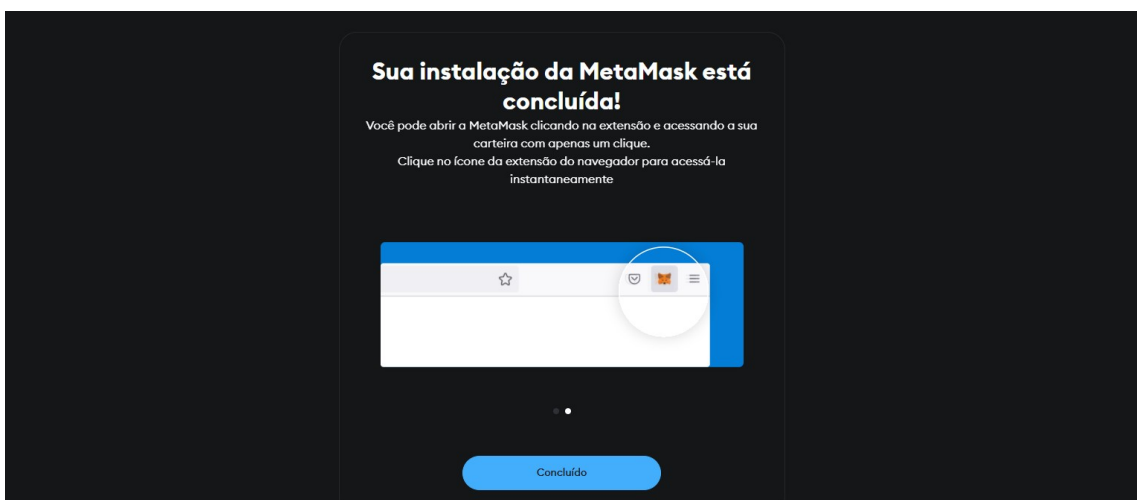 Sua instalação da MetaMask está
concluída!
Você pode abrir a MetaMask clicando na extensão e acessando a sua
carteira com apenas um clique.
Clique no ícone da extensão do navegador para acessá-la
instantaneamente
Concluído